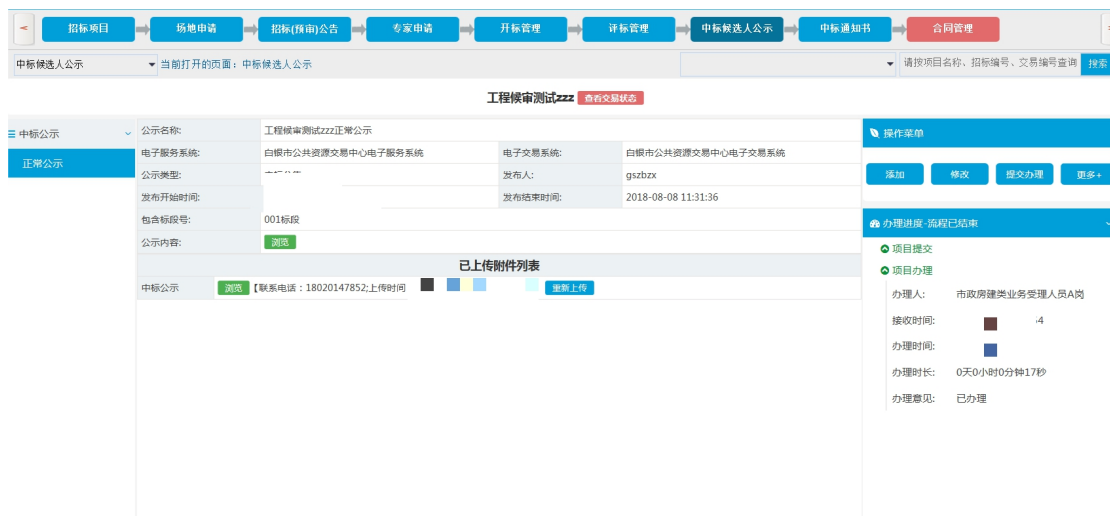 < 招标项目 场地申请 招标(预审)公告 专家申请 开标管理 评标管理 中标候选人公示 中标通知书 合同管理
中标候选人公示 当前打开的页面：中标候选人公示 请按项目名称、招标编号、交易编号查询 搜索
工程候审测试zzz 查看交易状态
中标公示
正常公示
公示名称: 工程候审测试zzz正常公示
电子服务系统: 白银市公共资源交易中心电子服务系统 电子交易系统: 白银市公共资源交易中心电子交易系统
公示类型: 发布人: gszbzx
发布开始时间: 发布结束时间: 2018-08-08 11:31:36
包含标段号: 001标段
公示内容: 浏览
已上传附件列表
中标公示 浏览 【联系电话：18020147852;上传时间 重新上传
操作菜单
添加 修改 提交办理 更多+
办理进度-流程已结束
项目提交
项目办理
办理人: 市政房建类业务受理人员A岗
接收时间: 4
办理时间:
办理时长: 0天0小时0分钟17秒
办理意见: 已办理